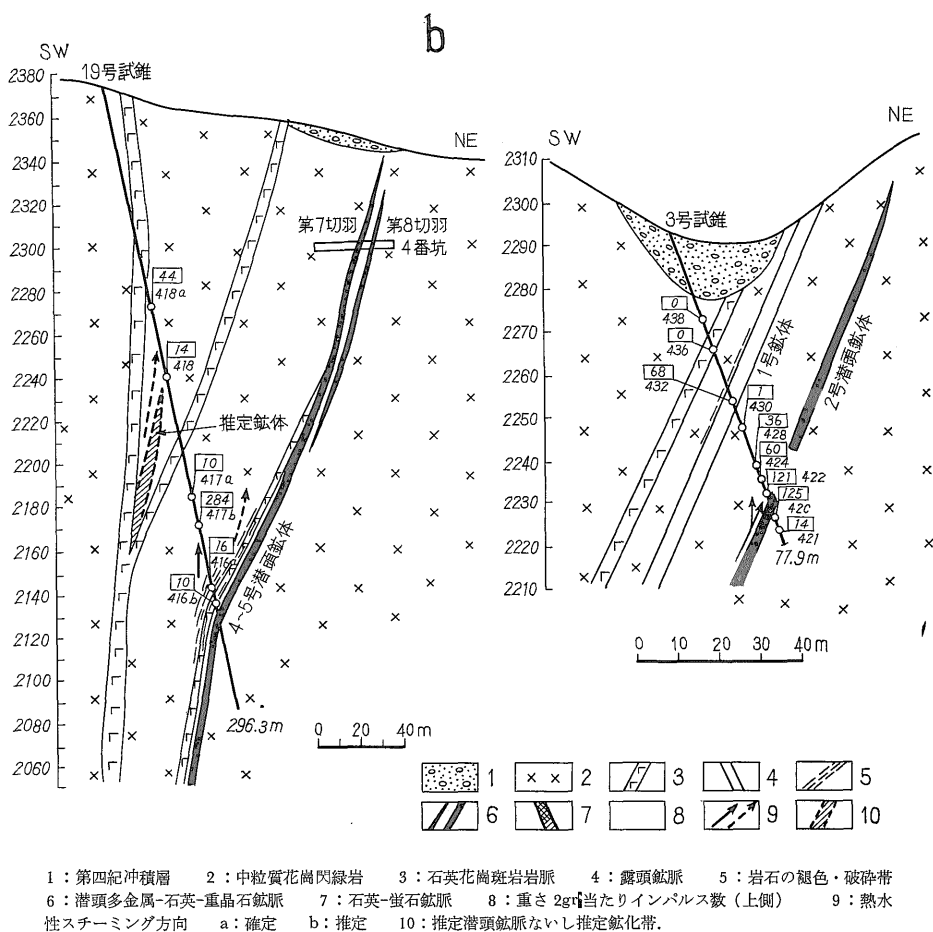 b
SW
19号試錐
2380
2360
2340
2320
2300
2280
2260
2240
2220
2200
2180
2160
2140
2120
2100
2080
2060
NE
第7切羽
第8切羽
4番坑
44
418a
14
418
推定鉱体
10
417a
284
417b
16
10
416b
4~5号潜頭鉱体
296.3m
0 20 40m
SW
NE
2310
2300
2290
2280
2270
2260
2250
2240
2230
2220
2210
3号試錐
0
438
0
436
68
432
1
430
36
428
60
424
121 422
125
42c
14
421
77.9m
1号鉱体
2号潜頭鉱体
0 10 20 30 40m
1 2 3 4 5
6 7 8 9 10
1：第四紀冲積層 2：中粒質花崗閃緑岩 3：石英花崗斑岩岩脈 4：露頭鉱脈 5：岩石の褪色・破砕帯
6：潜頭多金属-石英-重晶石鉱脈 7：石英-蛍石鉱脈 8：重さ 2gr当たりインパルス数（上側） 9：熱水
性スチーミング方向 a：確定 b：推定 10：推定潜頭鉱脈ないし推定鉱化帯．